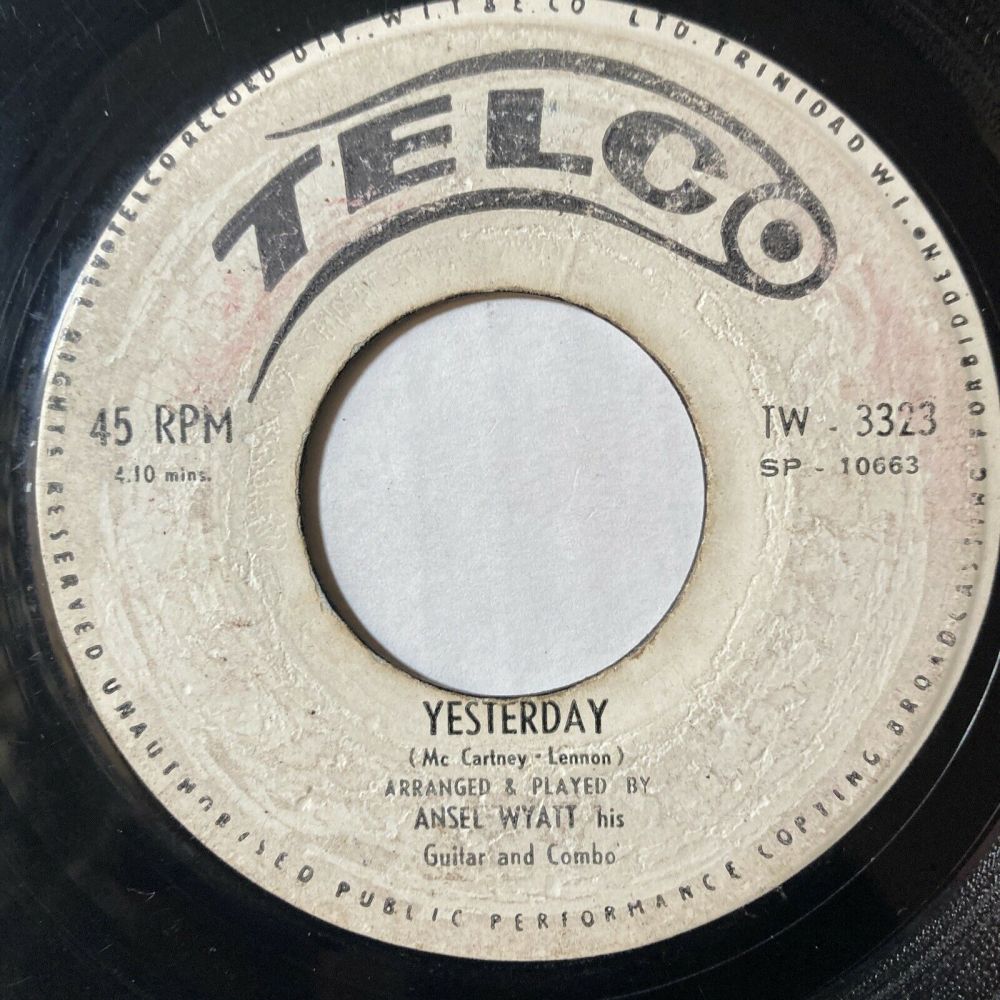 TELCO
45 RPM
4.10 mins.
TW - 3323
SP - 10663
YESTERDAY
(Mc Cartney - Lennon)
ARRANGED & PLAYED BY
ANSEL WYATT his
Guitar and Combo
TELCO RECORD DIV., W.I.T.B.E. CO LTD. TRINIDAD W.I. • ALL RIGHTS RESERVED UNAUTHORISED PUBLIC PERFORMANCE COPTING BROADCASTING FORBIDDEN